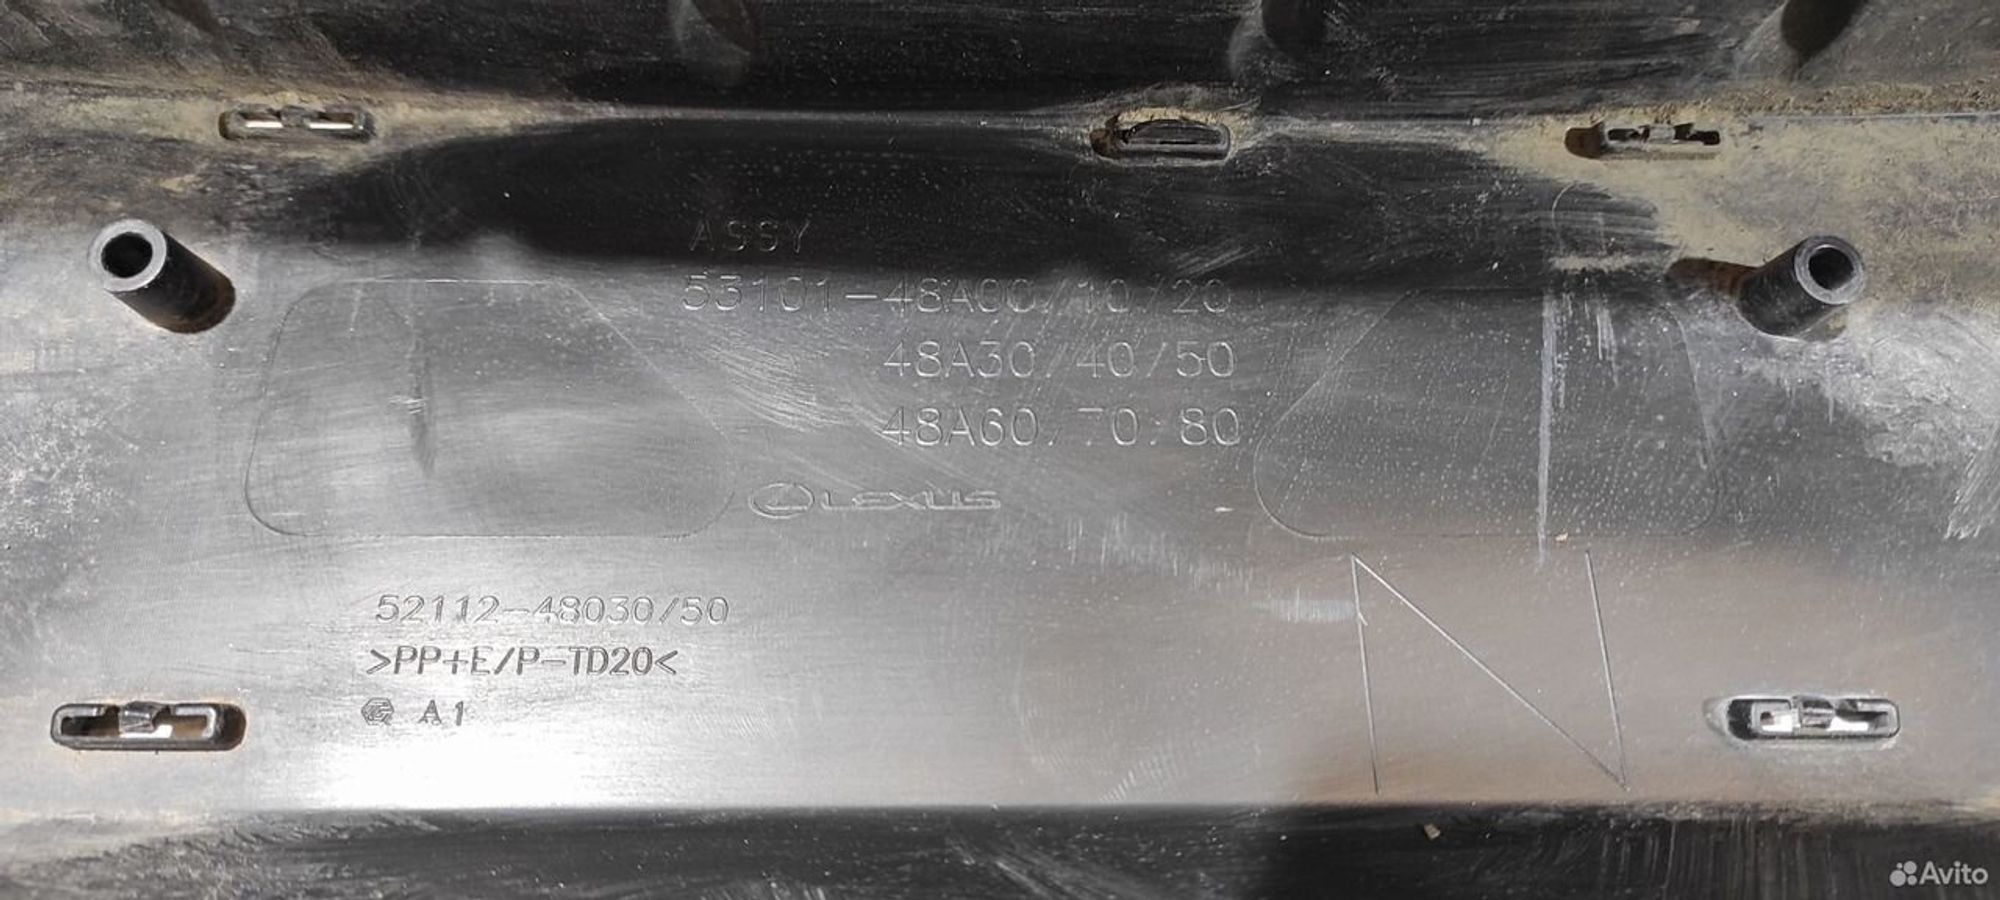 ASSY
53101-48A00/10/20
48A30/40/50
48A60/70/80
LEXUS
52112-48030/50
>PP+E/P-TD20<
A1
N
Avito